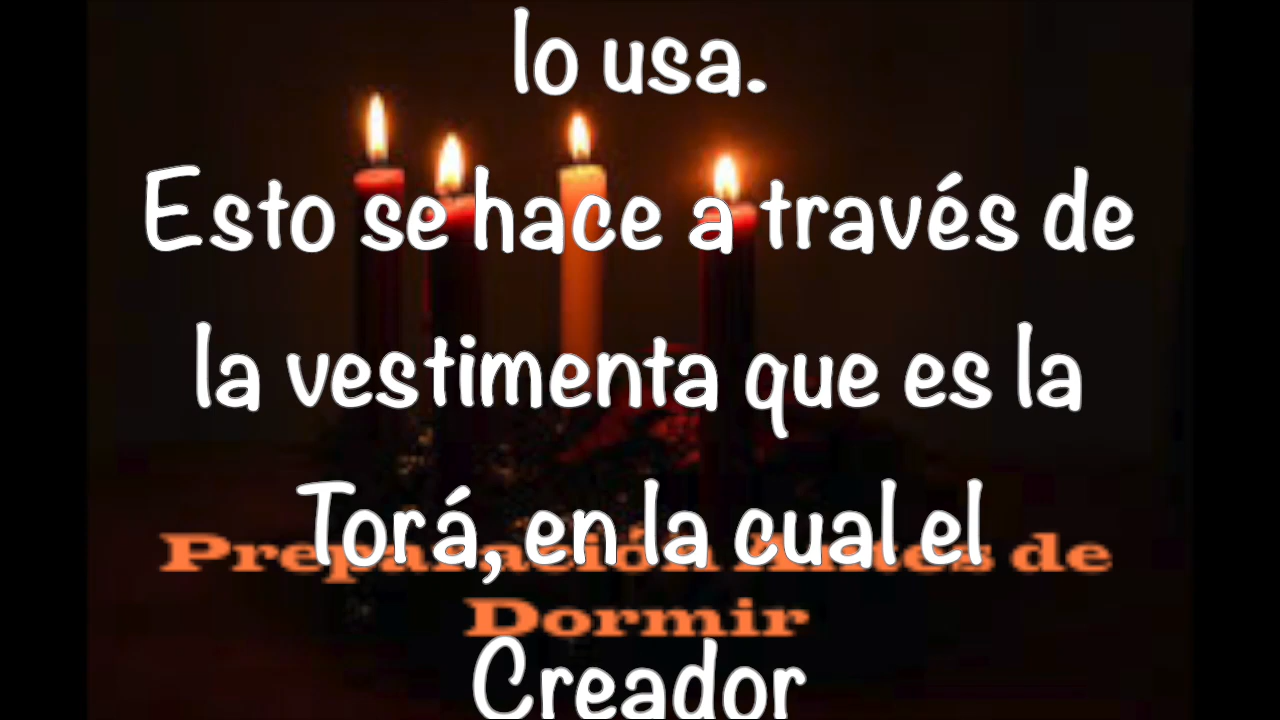 lo usa.
Esto se hace a través de
la vestimenta que es la
Torá, en la cual el
Preparación Antes de
Dormir
Creador